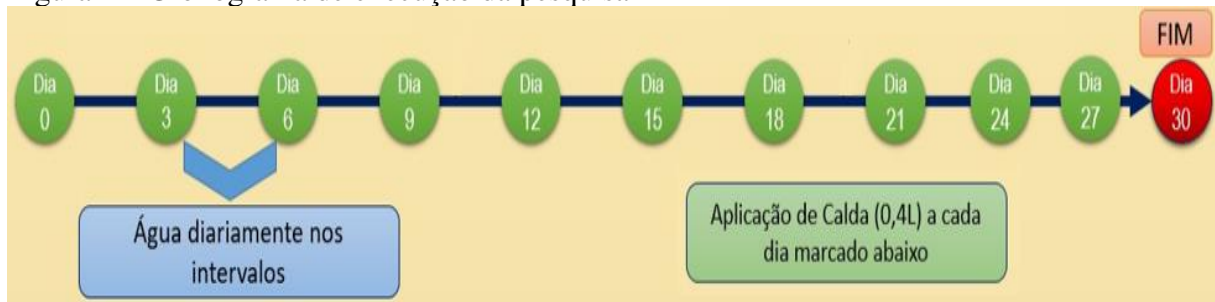 FIM
Dia
0
Dia
3
Dia
6
Dia
9
Dia
12
Dia
15
Dia
18
Dia
21
Dia
24
Dia
27
Dia
30
Água diariamente nos
intervalos
Aplicação de Calda (0,4L) a cada
dia marcado abaixo